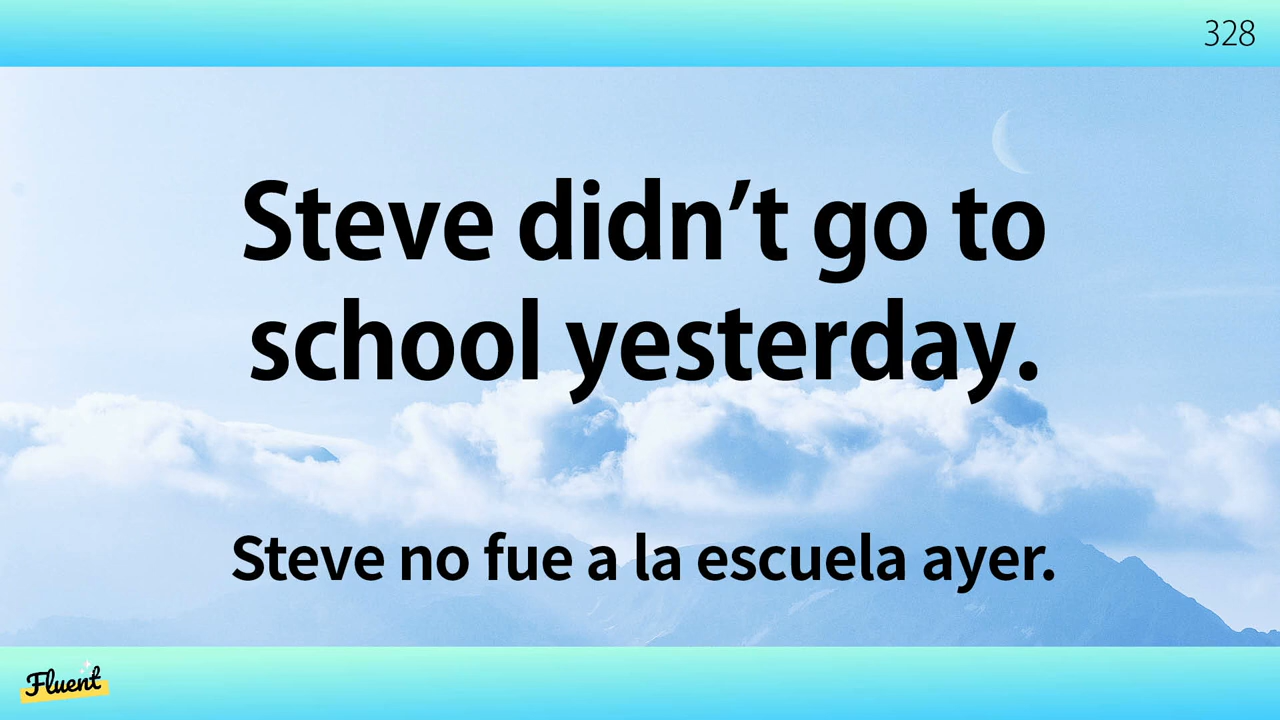 328
Steve didn’t go to
school yesterday.
Steve no fue a la escuela ayer.
Fluent